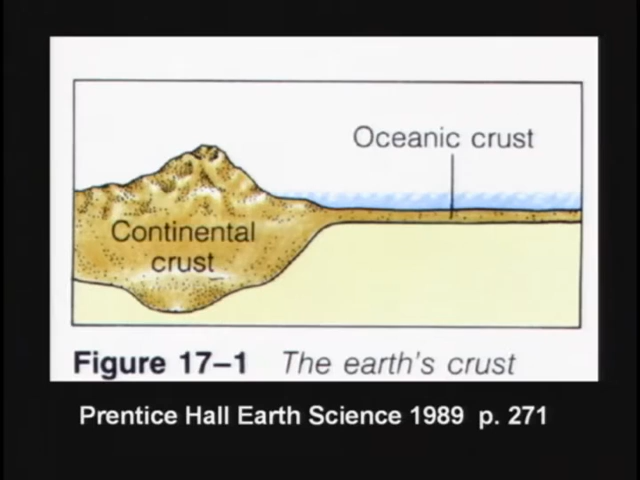 Oceanic crust
Continental
crust
Figure 17–1 The earth's crust
Prentice Hall Earth Science 1989 p. 271